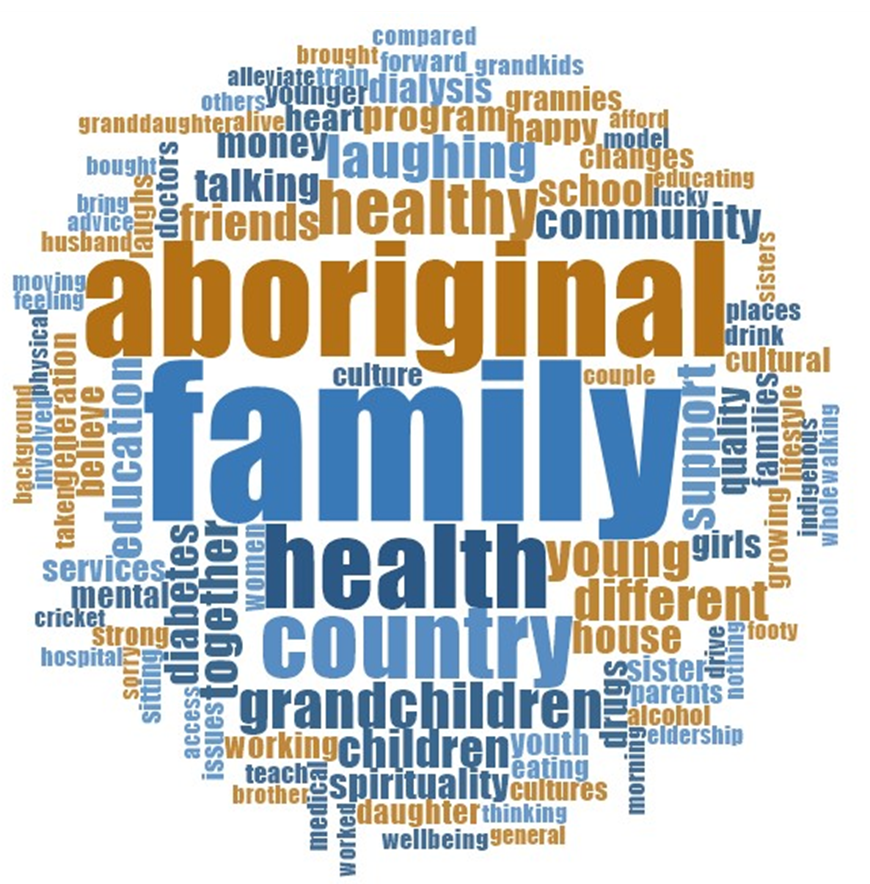 compared
brought forward grandkids
alleviate train
others younger dialysis grannies
granddaughter alive heart program happy afford
money laughing model
bought doctors changes
talking healthy school educating
bring laughs friends community lucky
advice
husband
aboriginal sisters
moving
feeling
physical places
drink
culture couple cultural
family
background involved generation believe education taken
support quality families lifestyle indigenous whole walking
growing
health young girls
services diabetes together women
mental different
cricket
strong country house footy
hospital sorry sitting
drugs sister drive nothing
parents
grandchildren alcohol
access issues working children youth eldership
morning
teach eating
brother medical spirituality cultures
worked daughter thinking
wellbeing general